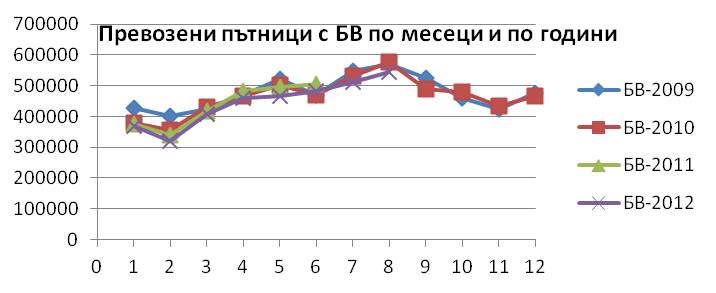 Превозени пътници с БВ по месеци и по години
700000
600000
500000
400000
300000
200000
100000
0
0 1 2 3 4 5 6 7 8 9 10 11 12
БВ-2009
БВ-2010
БВ-2011
БВ-2012